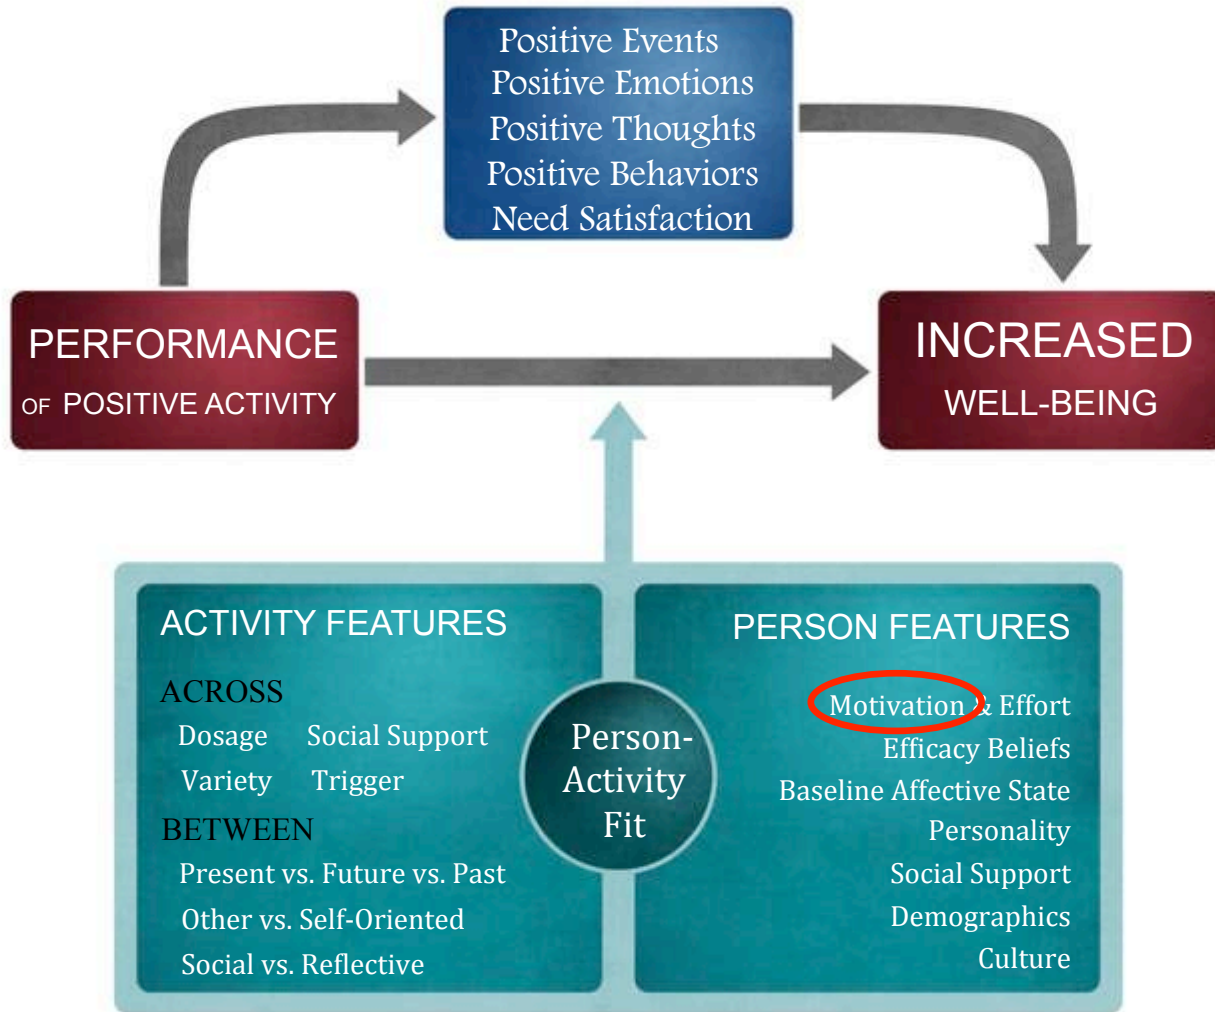 Positive Events
Positive Emotions
Positive Thoughts
Positive Behaviors
Need Satisfaction
PERFORMANCE
OF POSITIVE ACTIVITY
INCREASED
WELL-BEING
ACTIVITY FEATURES
ACROSS
Dosage Social Support
Variety Trigger
BETWEEN
Present vs. Future vs. Past
Other vs. Self-Oriented
Social vs. Reflective
Person-
Activity
Fit
PERSON FEATURES
Motivation & Effort
Efficacy Beliefs
Baseline Affective State
Personality
Social Support
Demographics
Culture